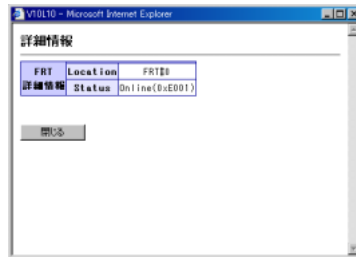 V10L10 - Microsoft Internet Explorer
詳細情報
FRT
詳細情報
Location
FRT#0
Status
Online(0xE001)
閉じる